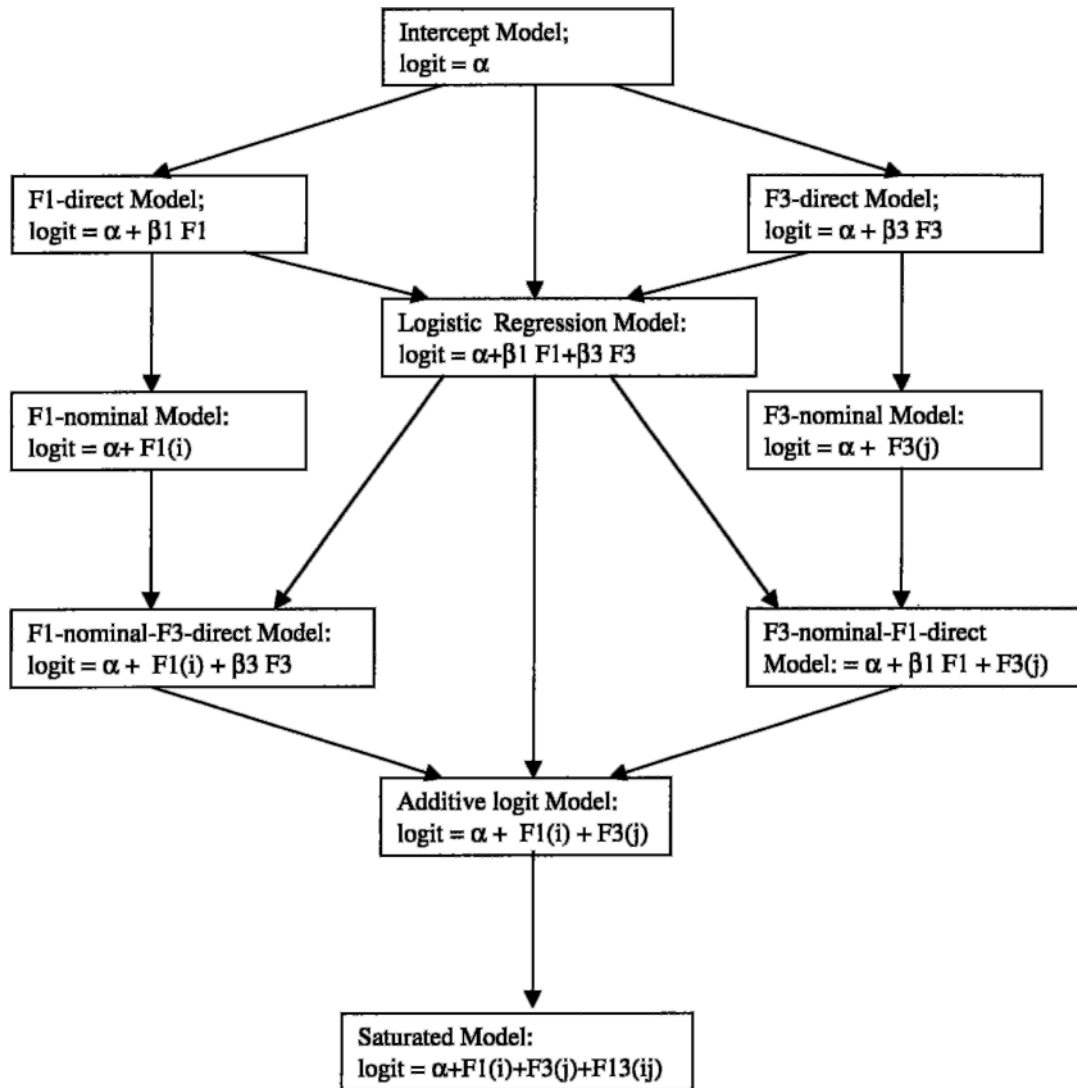 Intercept Model;
logit = α
F1-direct Model;
logit = α + β1 F1
F3-direct Model;
logit = α + β3 F3
Logistic Regression Model:
logit = α+β1 F1+β3 F3
F1-nominal Model:
logit = α+ F1(i)
F3-nominal Model:
logit = α + F3(j)
F1-nominal-F3-direct Model:
logit = α + F1(i) + β3 F3
F3-nominal-F1-direct
Model: = α + β1 F1 + F3(j)
Additive logit Model:
logit = α + F1(i) + F3(j)
Saturated Model:
logit = α+F1(i)+F3(j)+F13(ij)